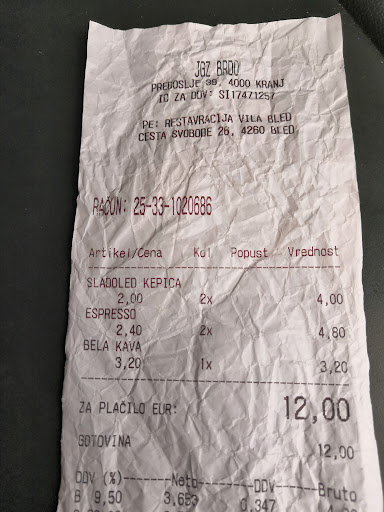 JGZ BRDO
PREDOSLJE 39, 4000 KRANJ
ID ZA DDV: SI17471257
PE: RESTAVRACIJA VILA BLED
CESTA SVOBODE 26, 4260 BLED
RAČUN: 25-33-1020686
Artikel/Cena Kol Popust Vrednost
SLADOLED KEPICA
2,00 2x 4,00
ESPRESSO
2,40 2x 4,80
BELA KAVA
3,20 1x 3,20
ZA PLAČILO EUR: 12,00
GOTOVINA 12,00
DDV (%)------Neto-----DDV------Bruto
B 9,50 3,653 0,347